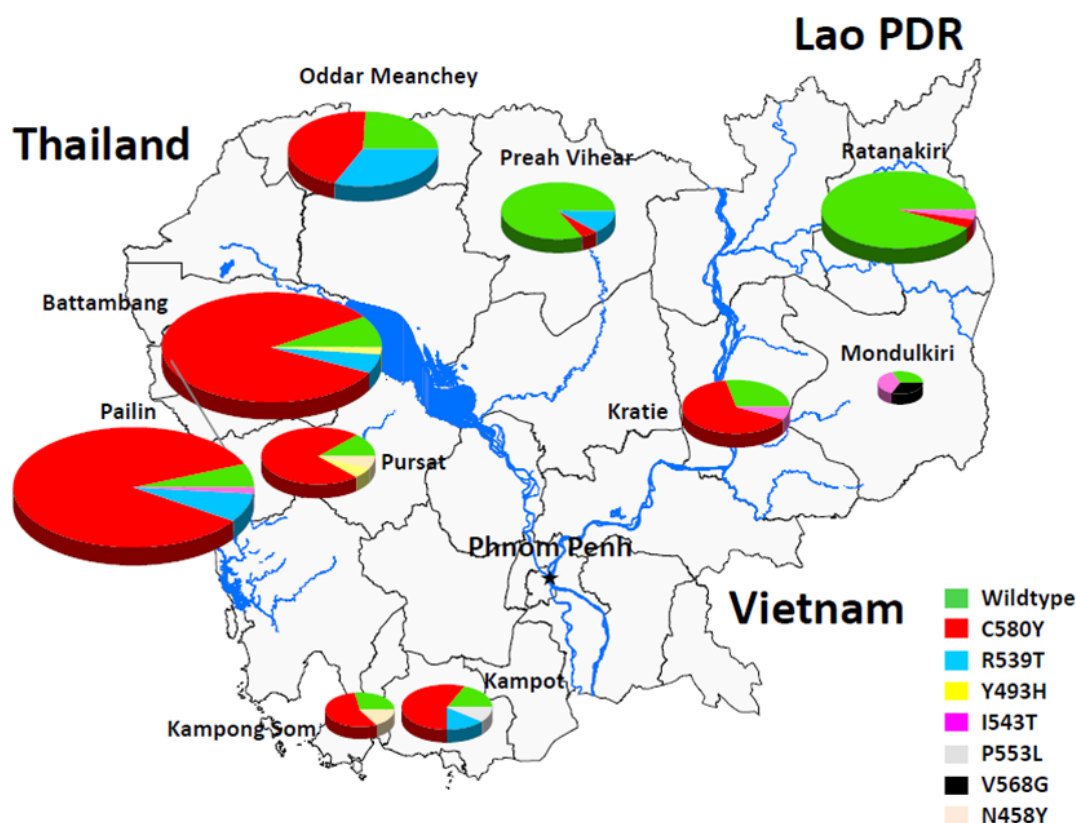 Lao PDR
Oddar Meanchey
Thailand
Preah Vihear
Ratanakiri
Battambang
Mondulkiri
Pailin
Kratie
Pursat
Phnom Penh
Vietnam
Kampot
Kampong Som
Wildtype
C580Y
R539T
Y493H
I543T
P553L
V568G
N458Y